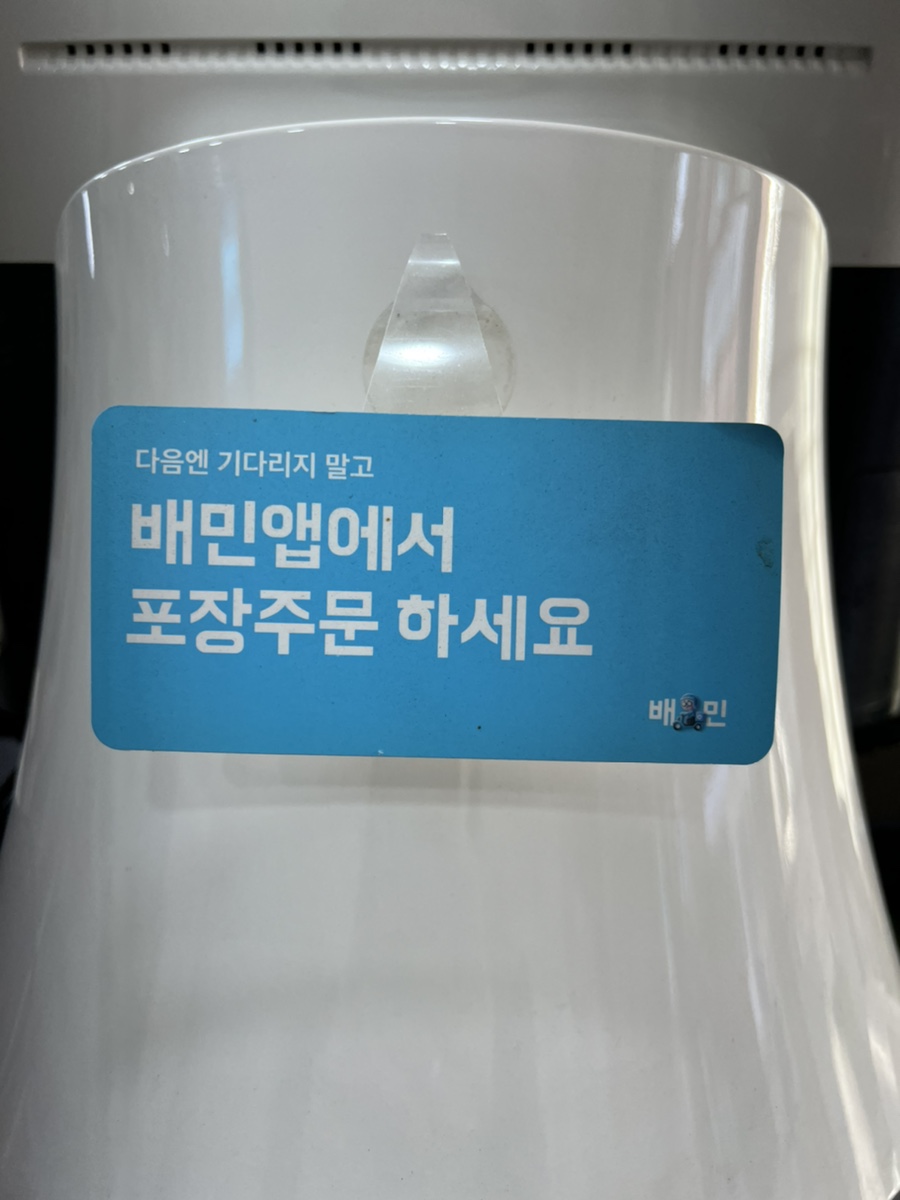 다음엔 기다리지 말고
배민앱에서
포장주문 하세요
배민